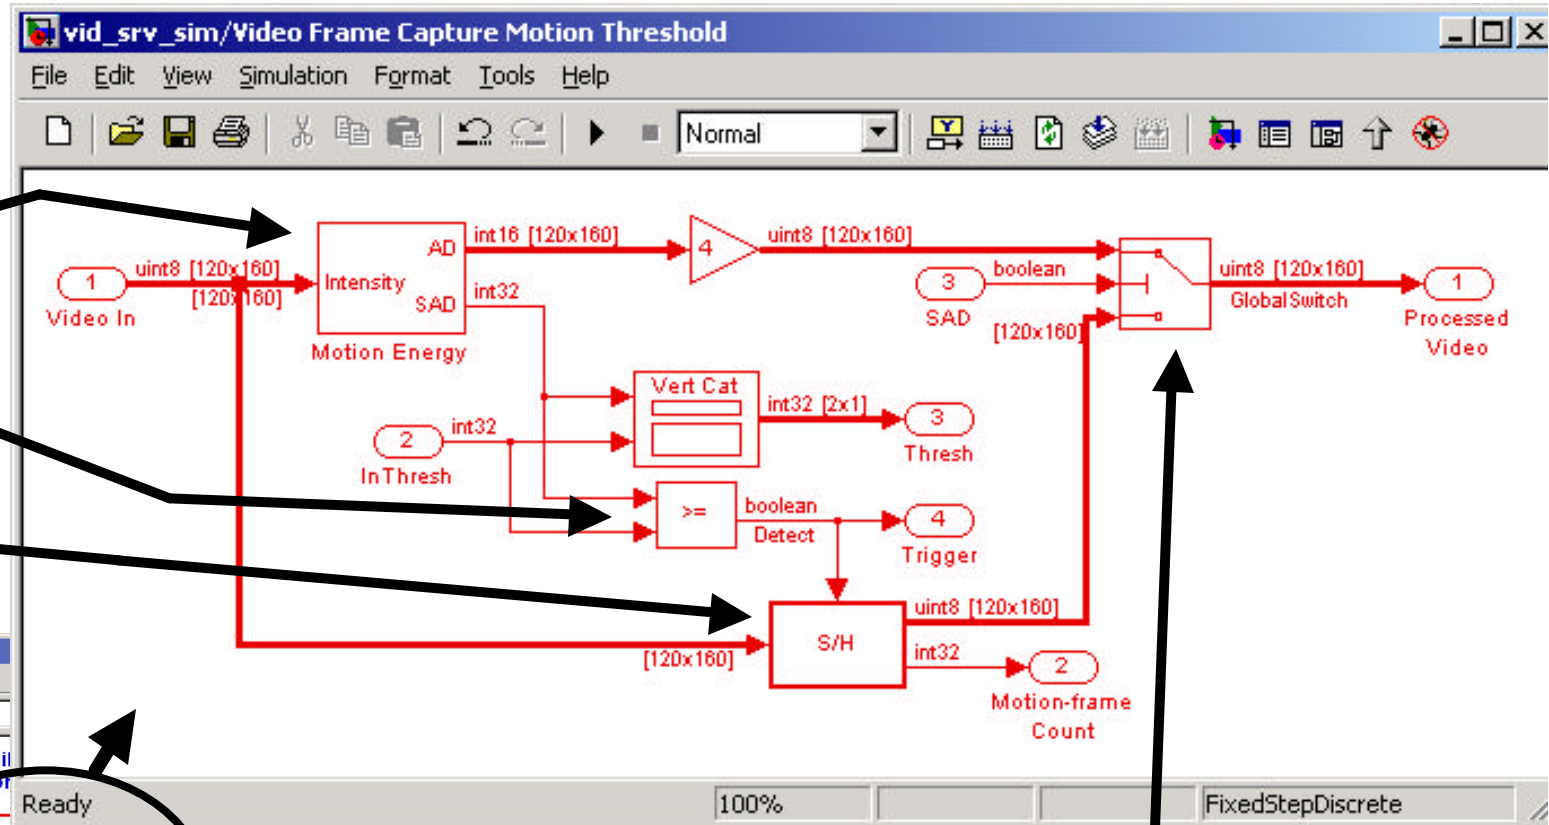 vid_srv_sim/Video Frame Capture Motion Threshold
File Edit View Simulation Format Tools Help
Normal
AD
int16 [120x160]
4
uint8 [120x160]
1
Video In
uint8 [120x160]
[120x160]
Intensity
SAD
int32
Motion Energy
3
SAD
boolean
[120x160]
uint8 [120x160]
GlobalSwitch
1
Processed
Video
Vert Cat
int32 [2x1]
3
Thresh
2
InThresh
int32
>=
boolean
Detect
4
Trigger
[120x160]
S/H
uint8 [120x160]
int32
2
Motion-frame
Count
Ready
100%
FixedStepDiscrete